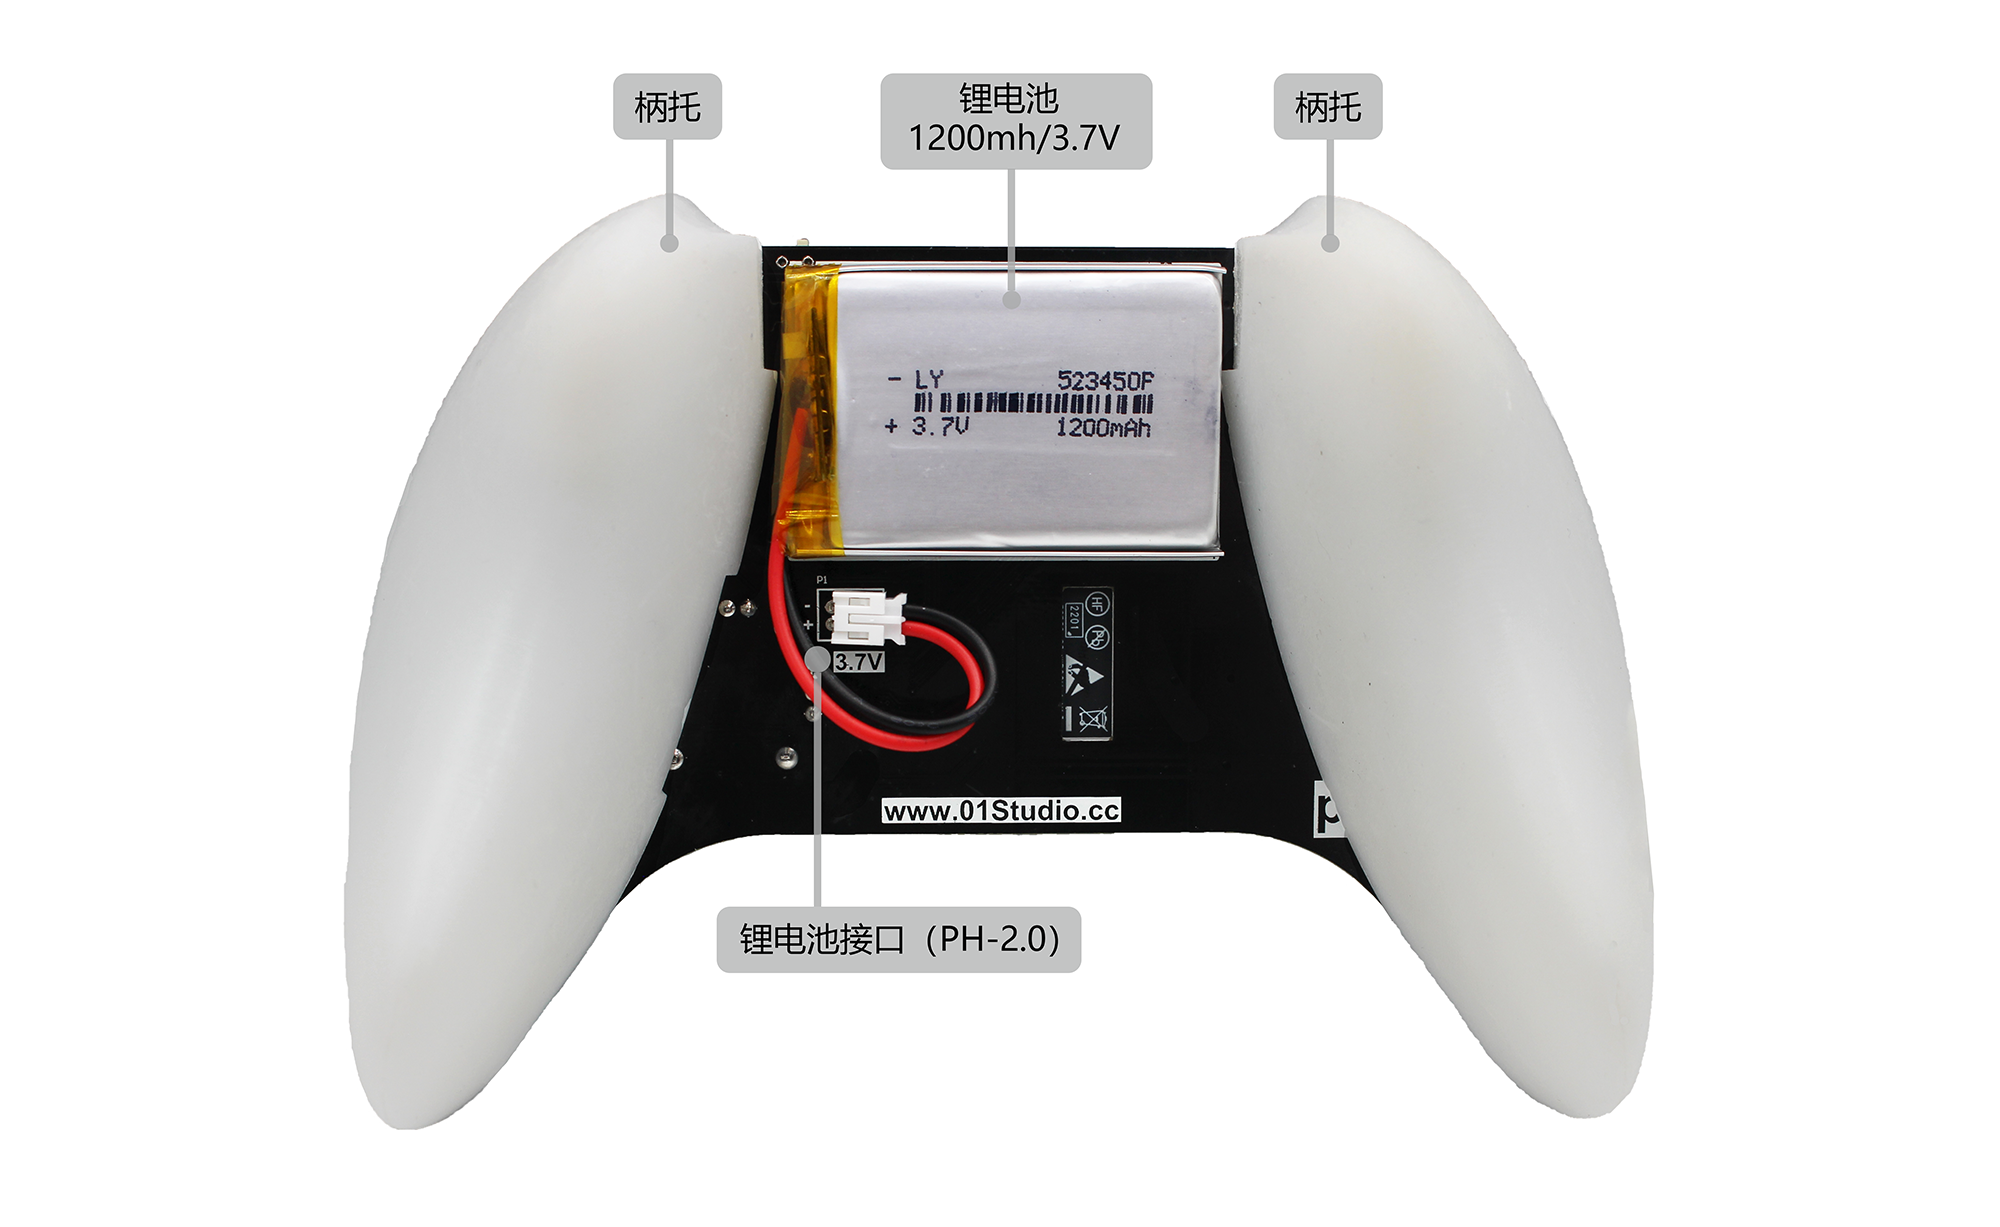 柄托
锂电池
1200mh/3.7V
柄托
- LY 523450F
+ 3.7V 1200mAh
P1
-
+
3.7V
HF
2201
Pb
www.01Studio.cc
p
锂电池接口（PH-2.0）